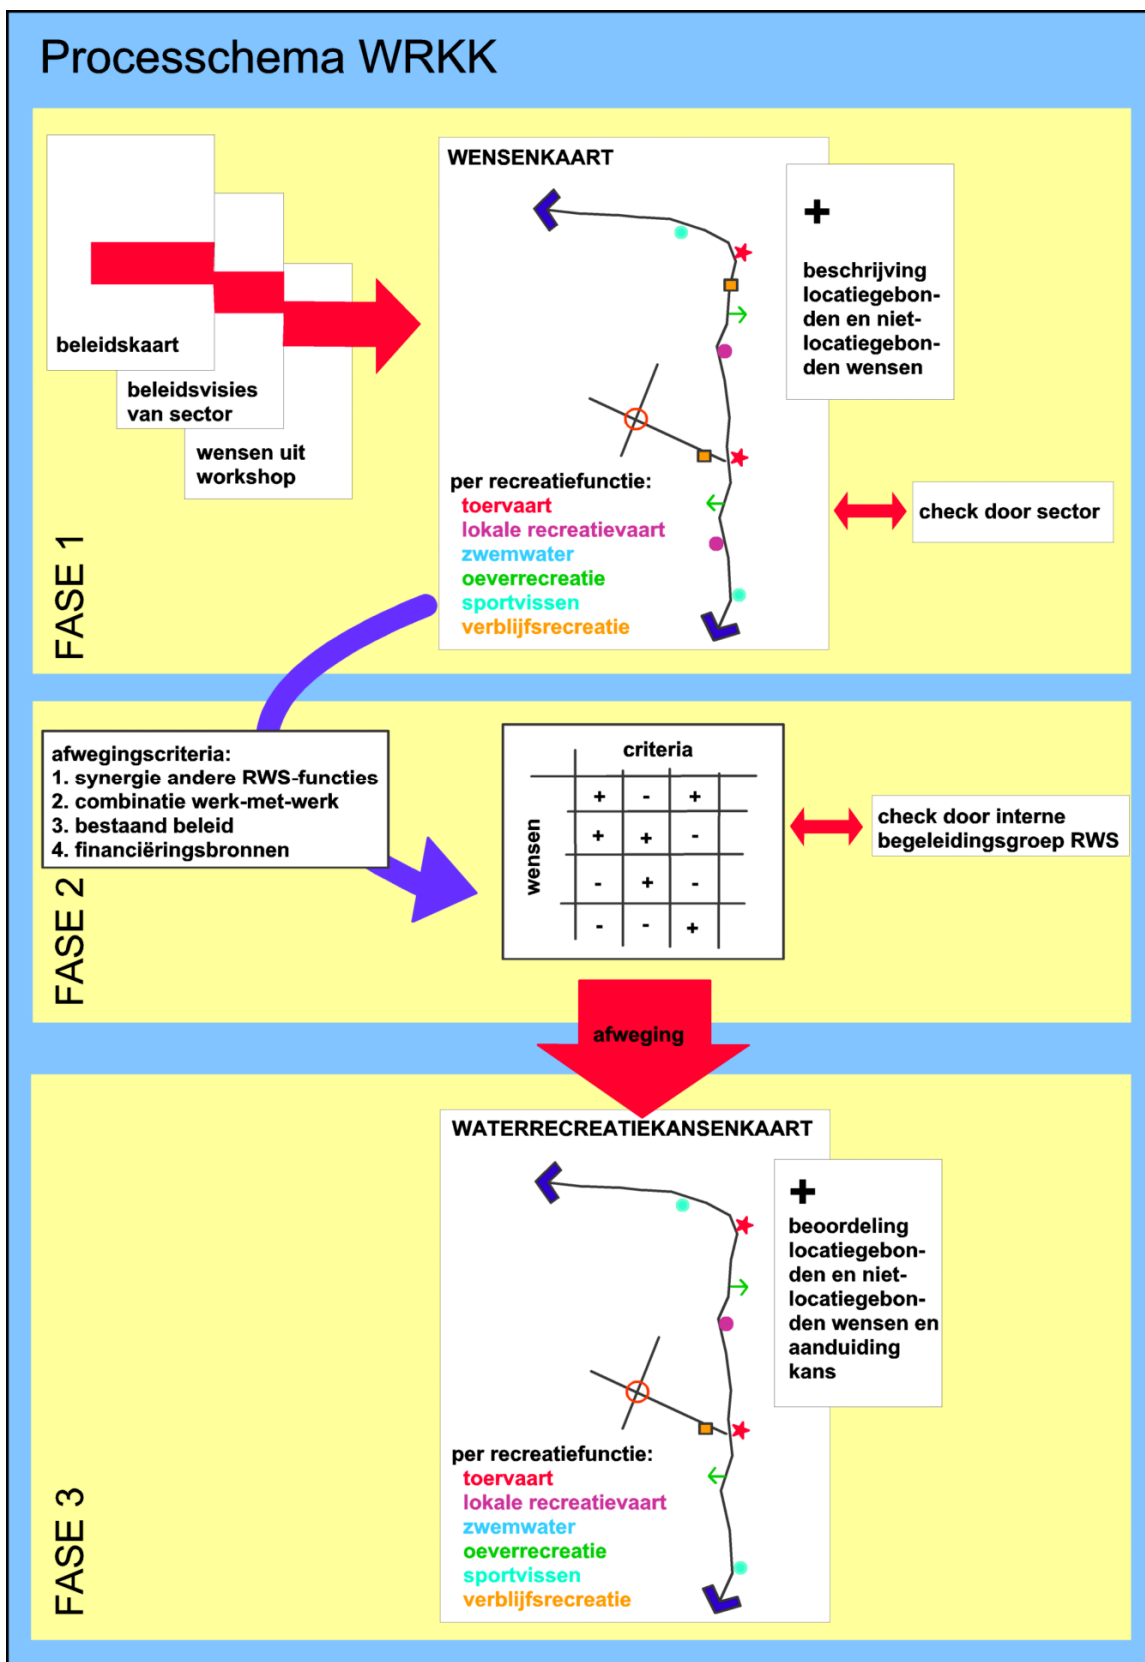 Processchema WRKK
FASE 1
beleidskaart
beleidsvisies
van sector
wensen uit
workshop
WENSENKAART
per recreatiefunctie:
toervaart
lokale recreatievaart
zwemwater
oeverrecreatie
sportvissen
verblijfsrecreatie
+
beschrijving
locatiegebon-
den en niet-
locatiegebon-
den wensen
check door sector
FASE 2
afwegingscriteria:
1. synergie andere RWS-functies
2. combinatie werk-met-werk
3. bestaand beleid
4. financiëringsbronnen
criteria
wensen
+ - +
+ + -
- + -
- - +
check door interne
begeleidingsgroep RWS
afweging
FASE 3
WATERRECREATIEKANSENKAART
per recreatiefunctie:
toervaart
lokale recreatievaart
zwemwater
oeverrecreatie
sportvissen
verblijfsrecreatie
+
beoordeling
locatiegebon-
den en niet-
locatiegebon-
den wensen en
aanduiding
kans